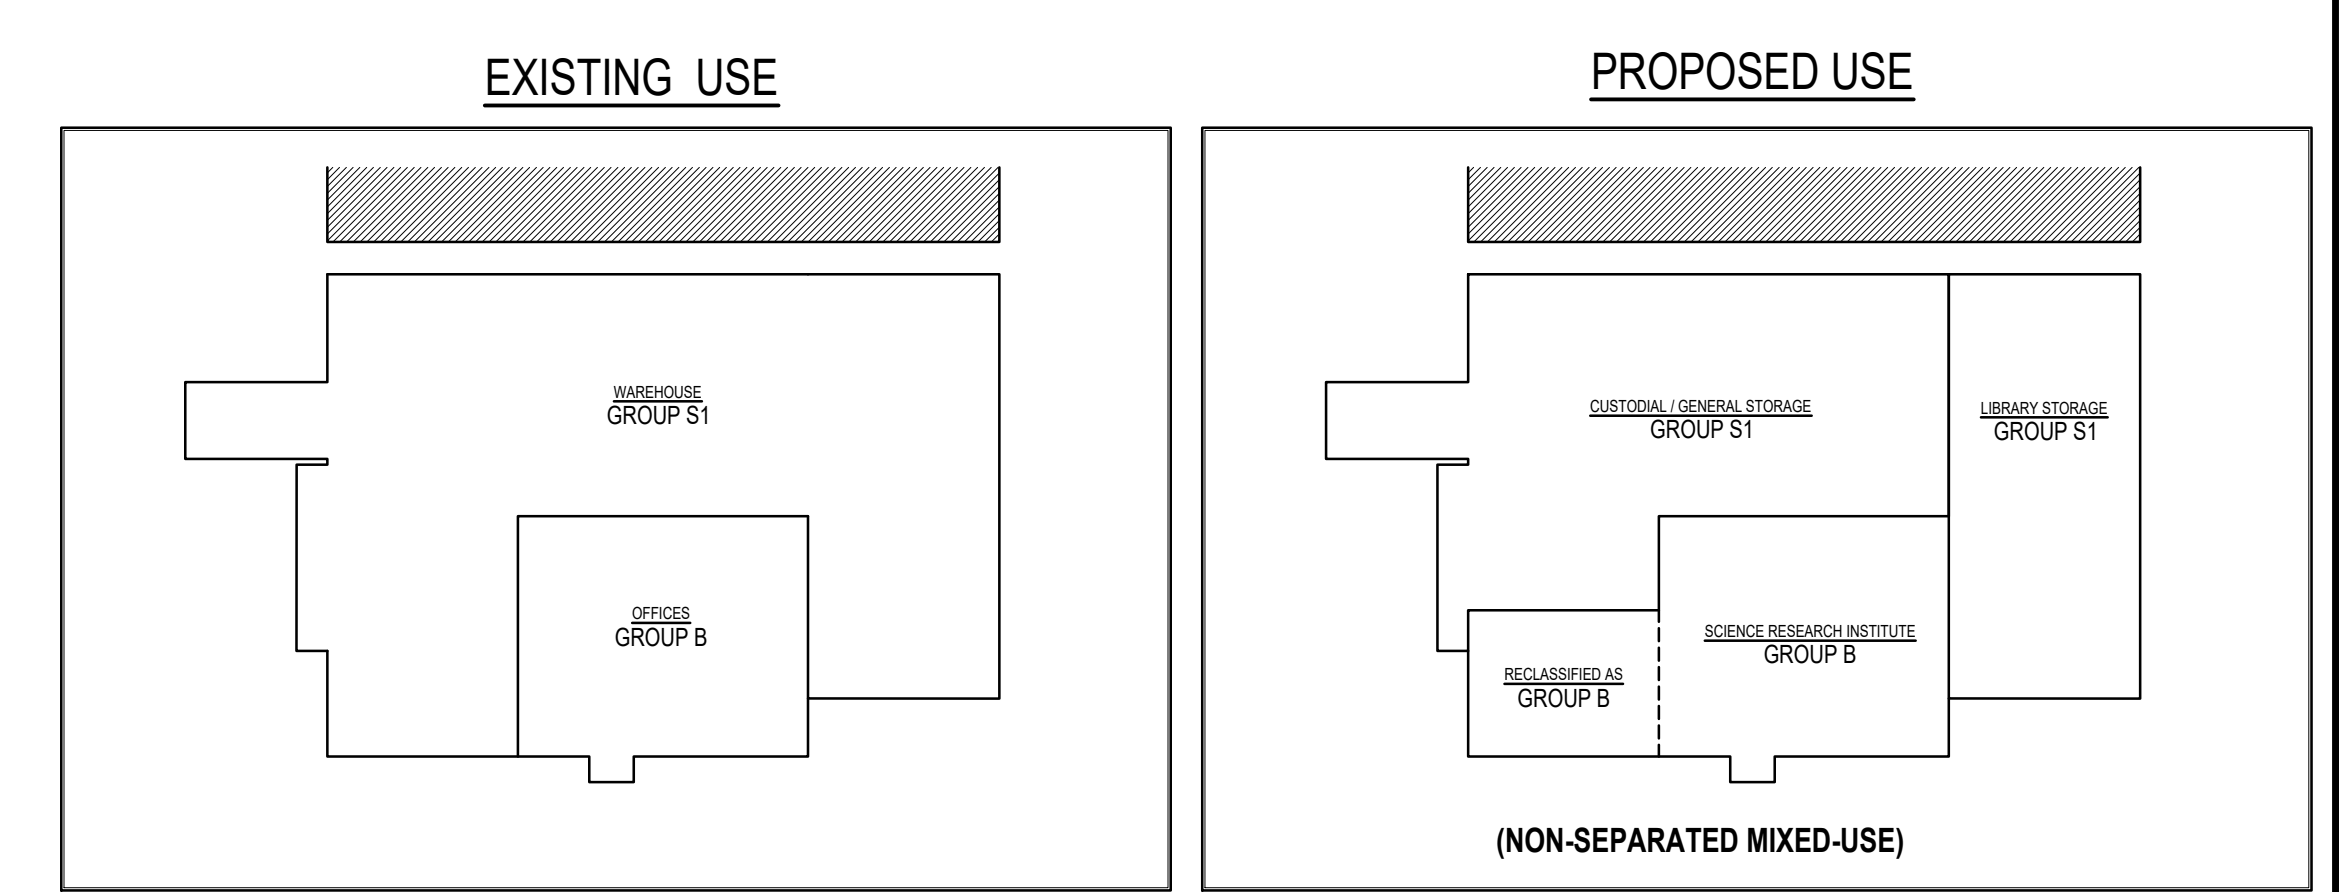 EXISTING USE
PROPOSED USE
WAREHOUSE
GROUP S1
OFFICES
GROUP B
CUSTODIAL / GENERAL STORAGE
GROUP S1
LIBRARY STORAGE
GROUP S1
SCIENCE RESEARCH INSTITUTE
GROUP B
RECLASSIFIED AS
GROUP B
(NON-SEPARATED MIXED-USE)